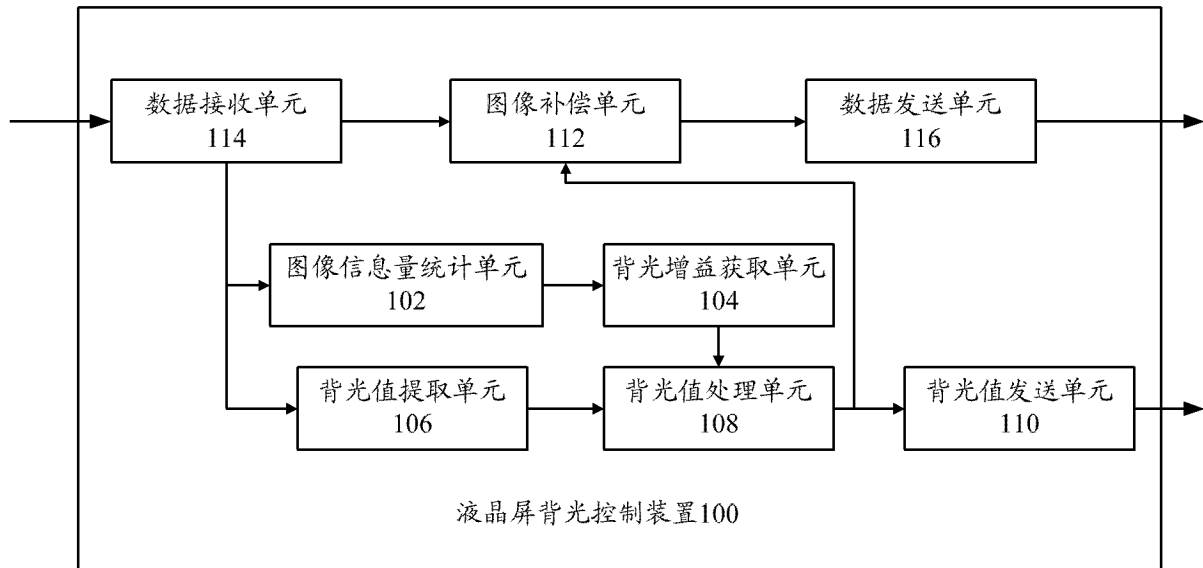 数据接收单元
114
图像补偿单元
112
数据发送单元
116
图像信息量统计单元
102
背光增益获取单元
104
背光值提取单元
106
背光值处理单元
108
背光值发送单元
110
液晶屏背光控制装置100